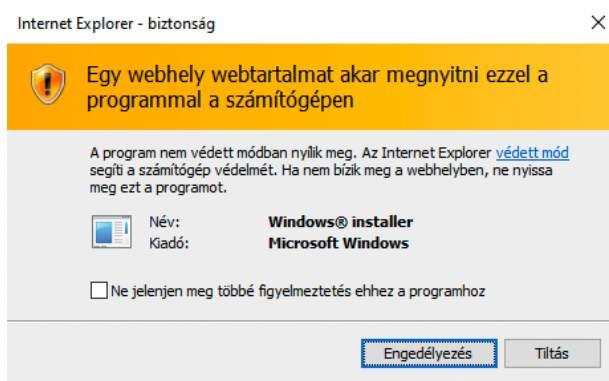 Internet Explorer - biztonság
Egy webhely webtartalmat akar megnyitni ezzel a
programmal a számítógépen
A program nem védett módban nyílik meg. Az Internet Explorer védett mód
segíti a számítógép védelmét. Ha nem bízik meg a webhelyben, ne nyissa
meg ezt a programot.
Név: Windows® installer
Kiadó: Microsoft Windows
Ne jelenjen meg többé figyelmeztetés ehhez a programhoz
Engedélyezés Tiltás